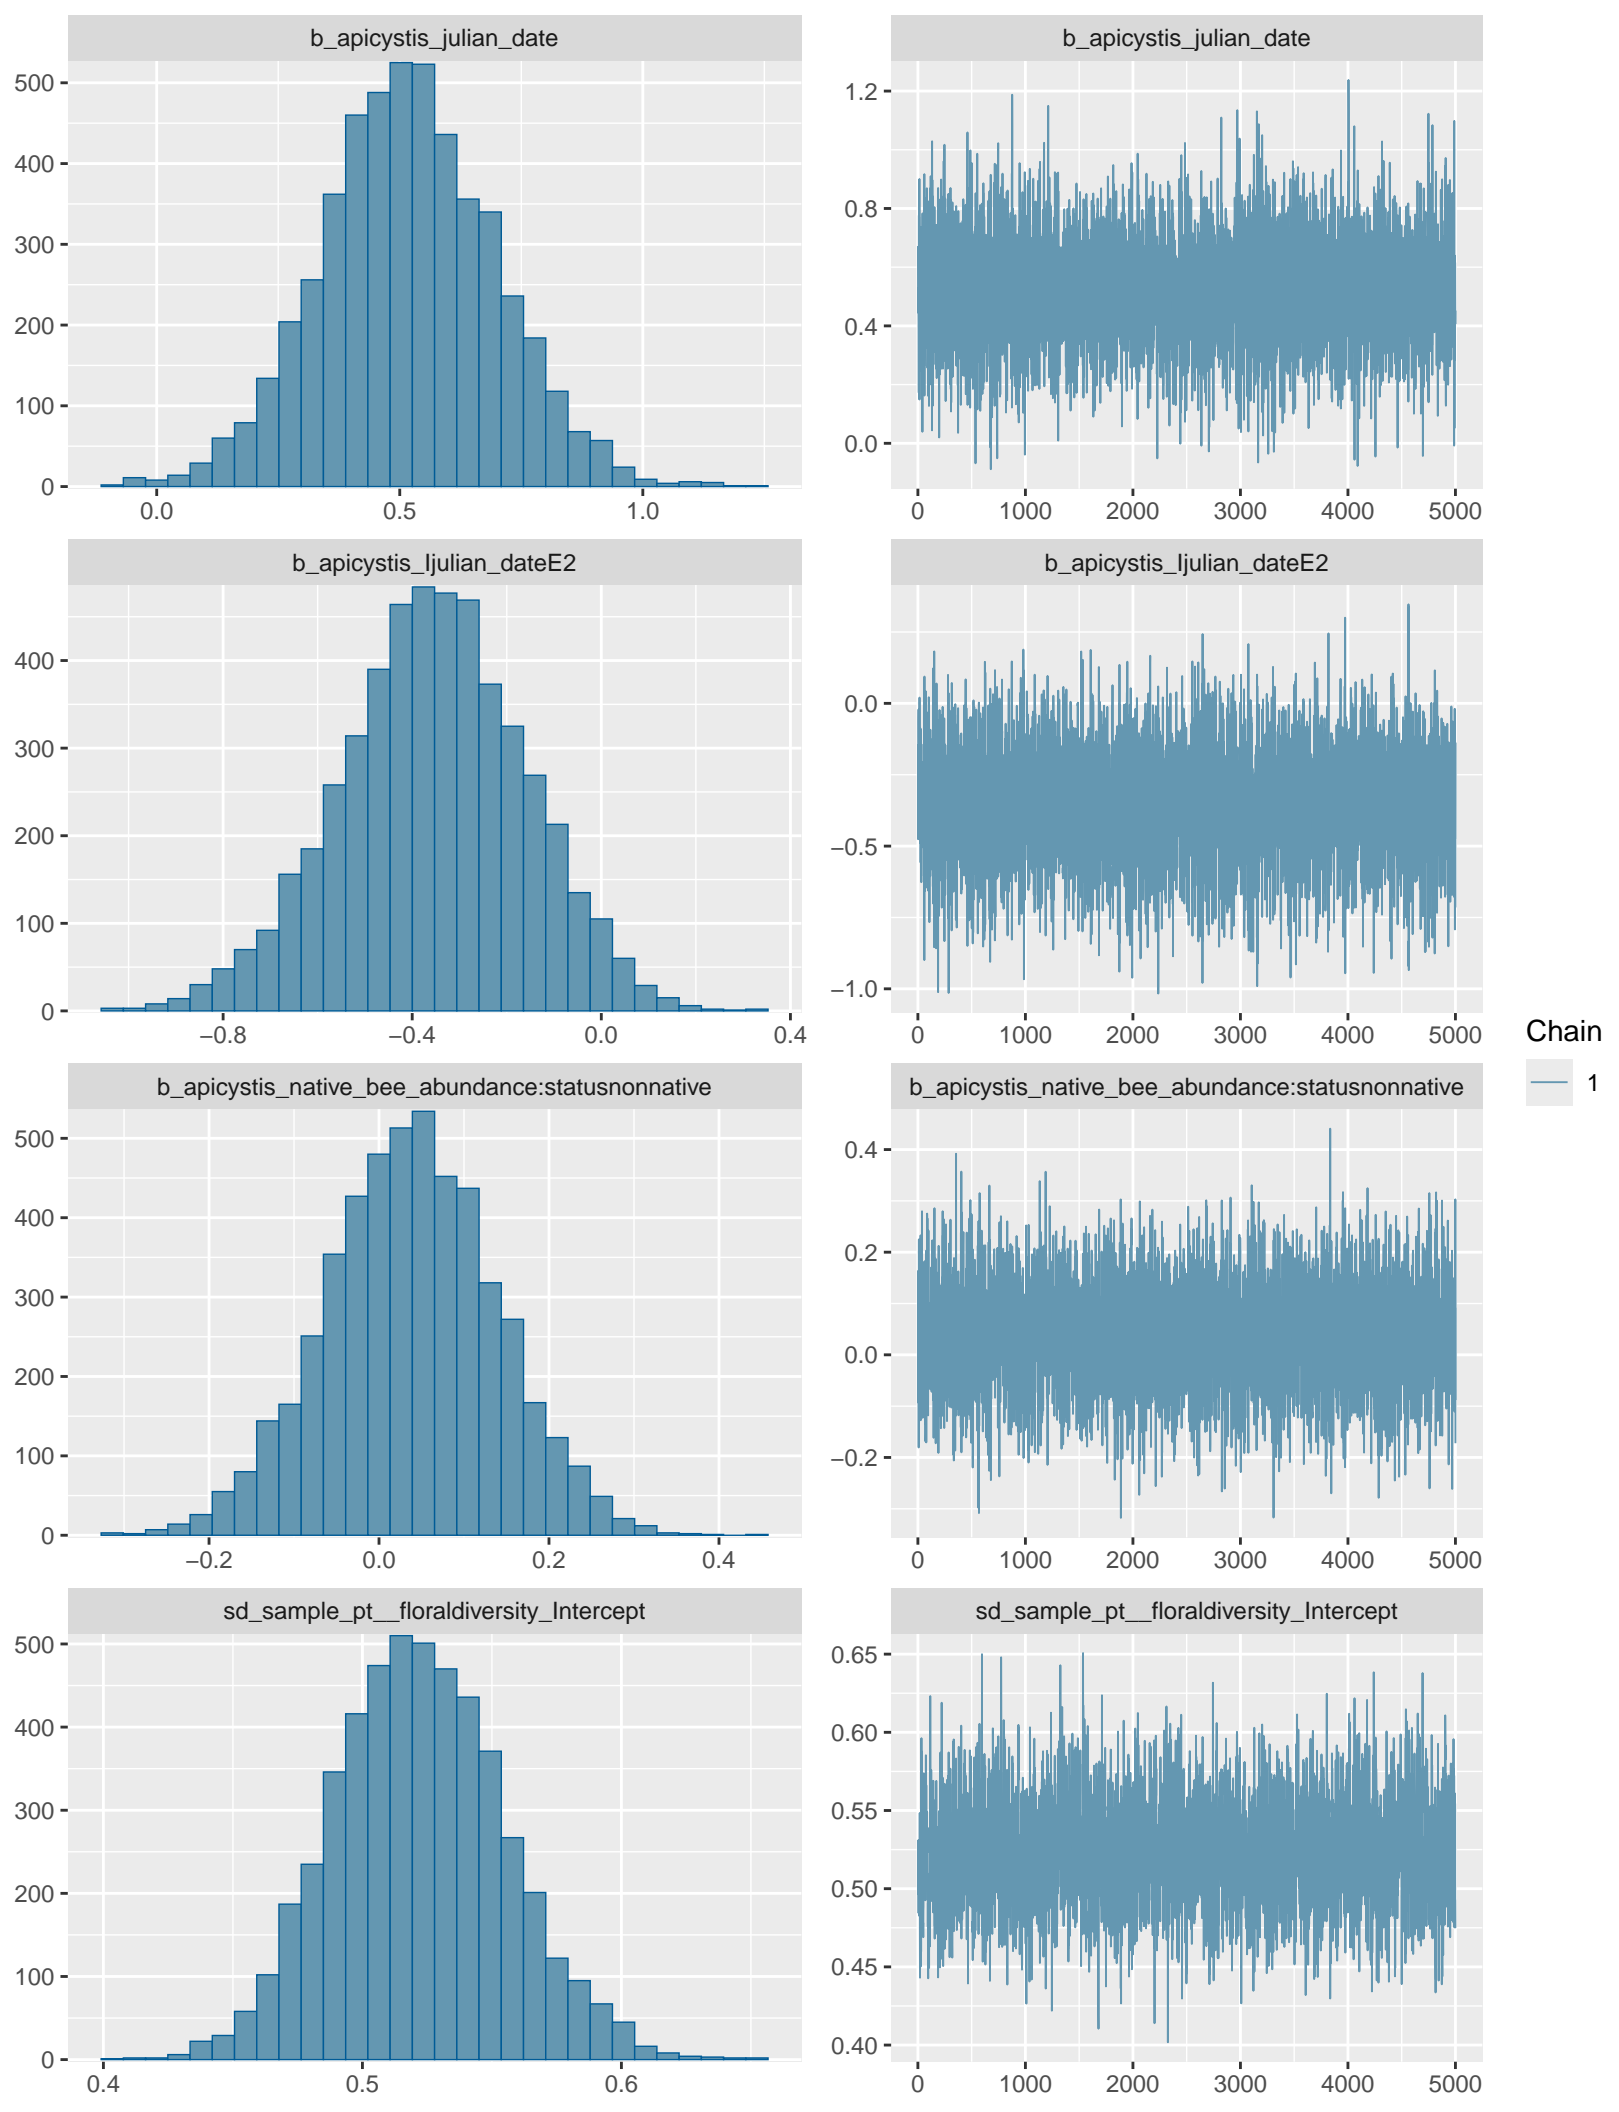 b_apicystis_julian_date
b_apicystis_julian_date
500
400
300
200
100
0
0.0 0.5 1.0
1.2
0.8
0.4
0.0
0 1000 2000 3000 4000 5000
b_apicystis_Ijulian_dateE2
b_apicystis_Ijulian_dateE2
400
300
200
100
0
−0.8 −0.4 0.0 0.4
0.0
−0.5
−1.0
0 1000 2000 3000 4000 5000
b_apicystis_native_bee_abundance:statusnonnative
b_apicystis_native_bee_abundance:statusnonnative
500
400
300
200
100
0
−0.2 0.0 0.2 0.4
0.4
0.2
0.0
−0.2
0 1000 2000 3000 4000 5000
sd_sample_pt__floraldiversity_Intercept
sd_sample_pt__floraldiversity_Intercept
500
400
300
200
100
0
0.4 0.5 0.6
0.65
0.60
0.55
0.50
0.45
0.40
0 1000 2000 3000 4000 5000
Chain
1